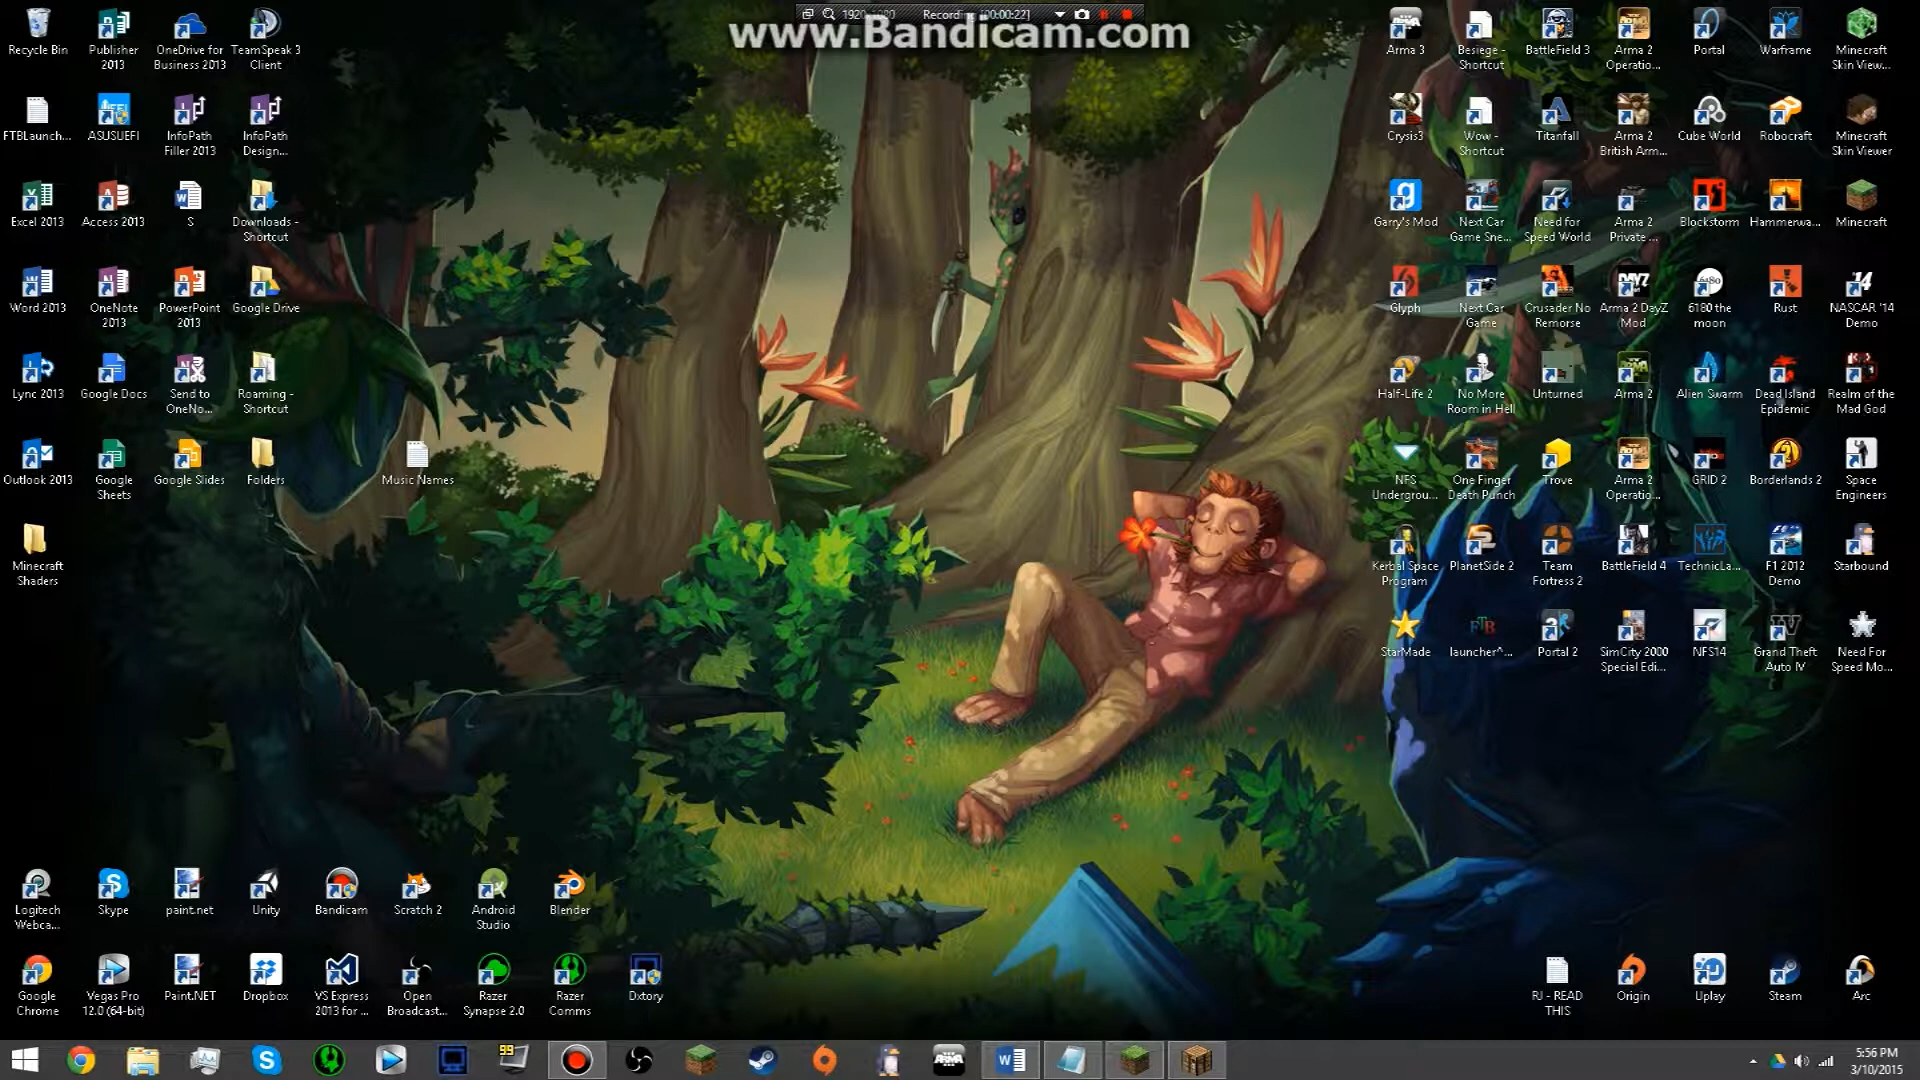 1920x1080 Recording [00:00:22]
www.Bandicam.com
Recycle Bin
Publisher
2013
OneDrive for
Business 2013
TeamSpeak 3
Client
FTBLaunch...
ASUSUEFI
InfoPath
Filler 2013
InfoPath
Design...
Excel 2013
Access 2013
S
Downloads -
Shortcut
Word 2013
OneNote
2013
PowerPoint
2013
Google Drive
Lync 2013
Google Docs
Send to
OneNo...
Roaming -
Shortcut
Outlook 2013
Google
Sheets
Google Slides
Folders
Music Names
Minecraft
Shaders
Arma 3
Besiege -
Shortcut
BattleField 3
Arma 2
Operatio...
Portal
Warframe
Minecraft
Skin View...
Crysis3
Wow -
Shortcut
Titanfall
Arma 2
British Arm...
Cube World
Robocraft
Minecraft
Skin Viewer
Garry's Mod
Next Car
Game Sne...
Need for
Speed World
Arma 2
Private ...
Blockstorm
Hammerwa...
Minecraft
Glyph
Next Car
Game
Crusader No
Remorse
DAYZ
Arma 2 DayZ
Mod
6180
6180 the
moon
Rust
'14
NASCAR '14
Demo
Half-Life 2
No More
Room in Hell
Unturned
Arma 2
Alien Swarm
Dead Island
Epidemic
Realm of the
Mad God
NFS
Undergrou...
One Finger
Death Punch
Trove
Arma 2
Operatio...
GRID 2
Borderlands 2
Space
Engineers
Kerbal Space
Program
PlanetSide 2
Team
Fortress 2
BattleField 4
TechnicLa...
F1 2012
Demo
Starbound
StarMade
FTB
launcher^...
Portal 2
SimCity 2000
Special Edi...
NFS14
IV
Grand Theft
Auto IV
Need For
Speed Mo...
Logitech
Webca...
Skype
paint.net
Unity
Bandicam
Scratch 2
Android
Studio
Blender
Google
Chrome
Vegas Pro
12.0 (64-bit)
Paint.NET
Dropbox
VS Express
2013 for ...
Open
Broadcast...
Razer
Synapse 2.0
Razer
Comms
Dxtory
RJ - READ
THIS
Origin
Uplay
Steam
Arc
99
ARMA
5:56 PM
3/10/2015